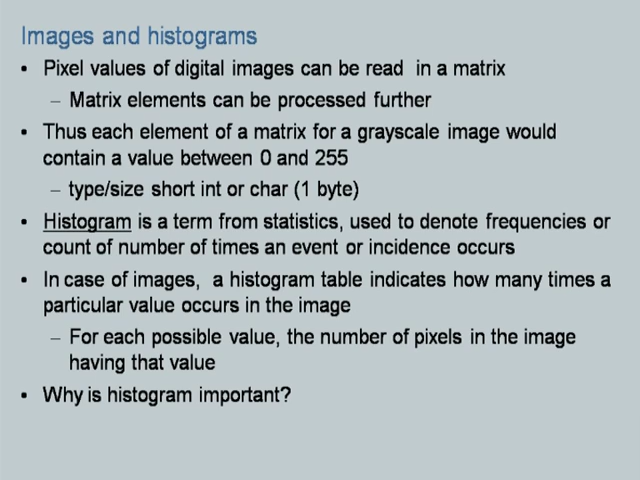 Images and histograms
• Pixel values of digital images can be read in a matrix
– Matrix elements can be processed further
• Thus each element of a matrix for a grayscale image would
contain a value between 0 and 255
– type/size short int or char (1 byte)
• Histogram is a term from statistics, used to denote frequencies or
count of number of times an event or incidence occurs
• In case of images, a histogram table indicates how many times a
particular value occurs in the image
– For each possible value, the number of pixels in the image
having that value
• Why is histogram important?